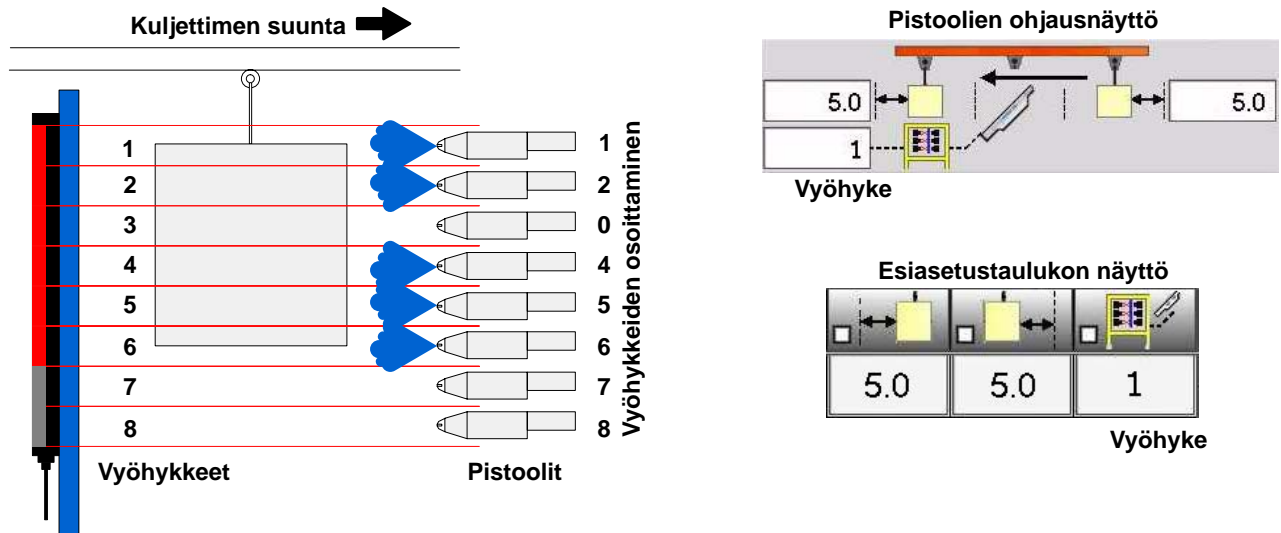 Kuljettimen suunta
1
2
3
4
5
6
7
8
1
2
0
4
5
6
7
8
Vyöhykkeiden osoittaminen
Vyöhykkeet
Pistoolit
Pistoolien ohjausnäyttö
5.0
5.0
1
Vyöhyke
Esiasetustaulukon näyttö
5.0 5.0 1
Vyöhyke